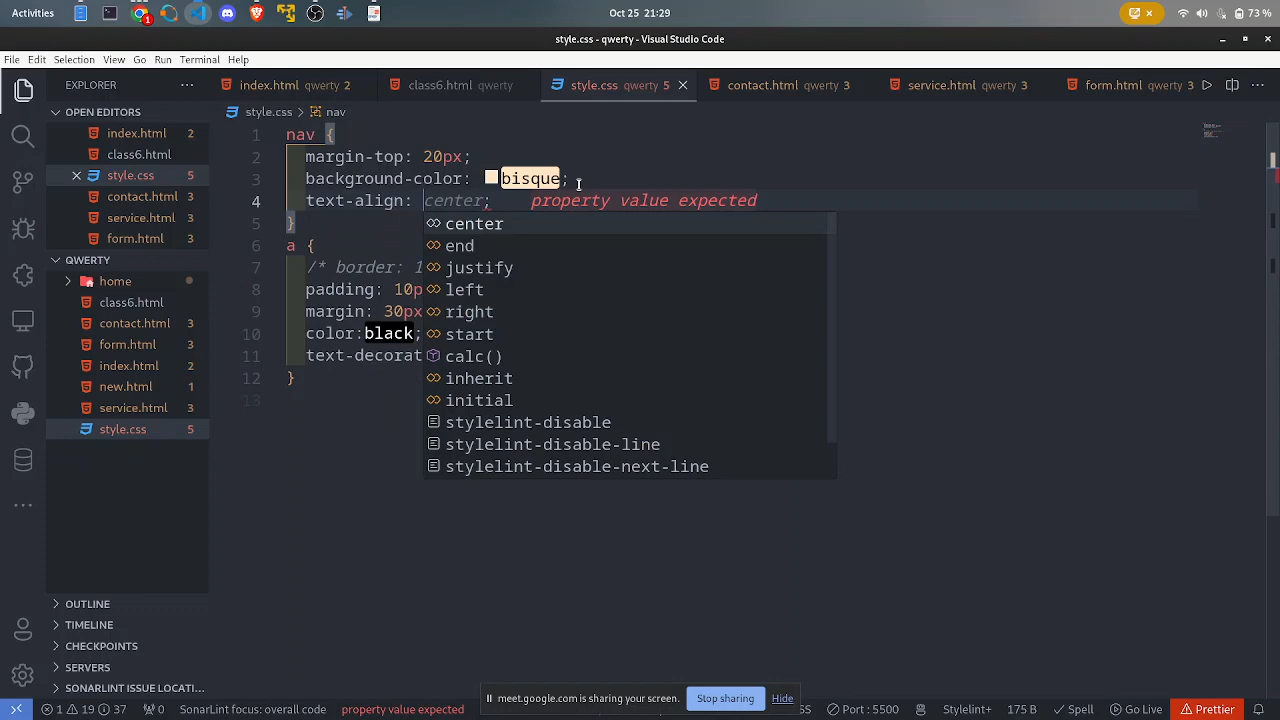 Activities
Oct 25 21:29
73 %
style.css - qwerty - Visual Studio Code
File Edit Selection View Go Run Terminal Help
EXPLORER
index.html qwerty 2
class6.html qwerty
style.css qwerty 5
contact.html qwerty 3
service.html qwerty 3
form.html qwerty 3
OPEN EDITORS
index.html 2
class6.html
style.css 5
contact.html 3
service.html 3
form.html 3
QWERTY
home
class6.html
contact.html 3
form.html 3
index.html 2
new.html 1
service.html 3
style.css 5
OUTLINE
TIMELINE
CHECKPOINTS
SERVERS
SONARLINT ISSUE LOCATI...
style.css > nav
1 nav {
2 margin-top: 20px;
3 background-color: bisque;
4 text-align: center; property value expected
5 }
6 a {
7 /* border: 1
8 padding: 10p
9 margin: 30px
10 color:black;
11 text-decorat
12 }
13
center
end
justify
left
right
start
calc()
inherit
initial
stylelint-disable
stylelint-disable-line
stylelint-disable-next-line
meet.google.com is sharing your screen. Stop sharing Hide
1 19 37 0 SonarLint focus: overall code property value expected SS Port : 5500 Stylelint+ 175 B Spell Go Live Prettier